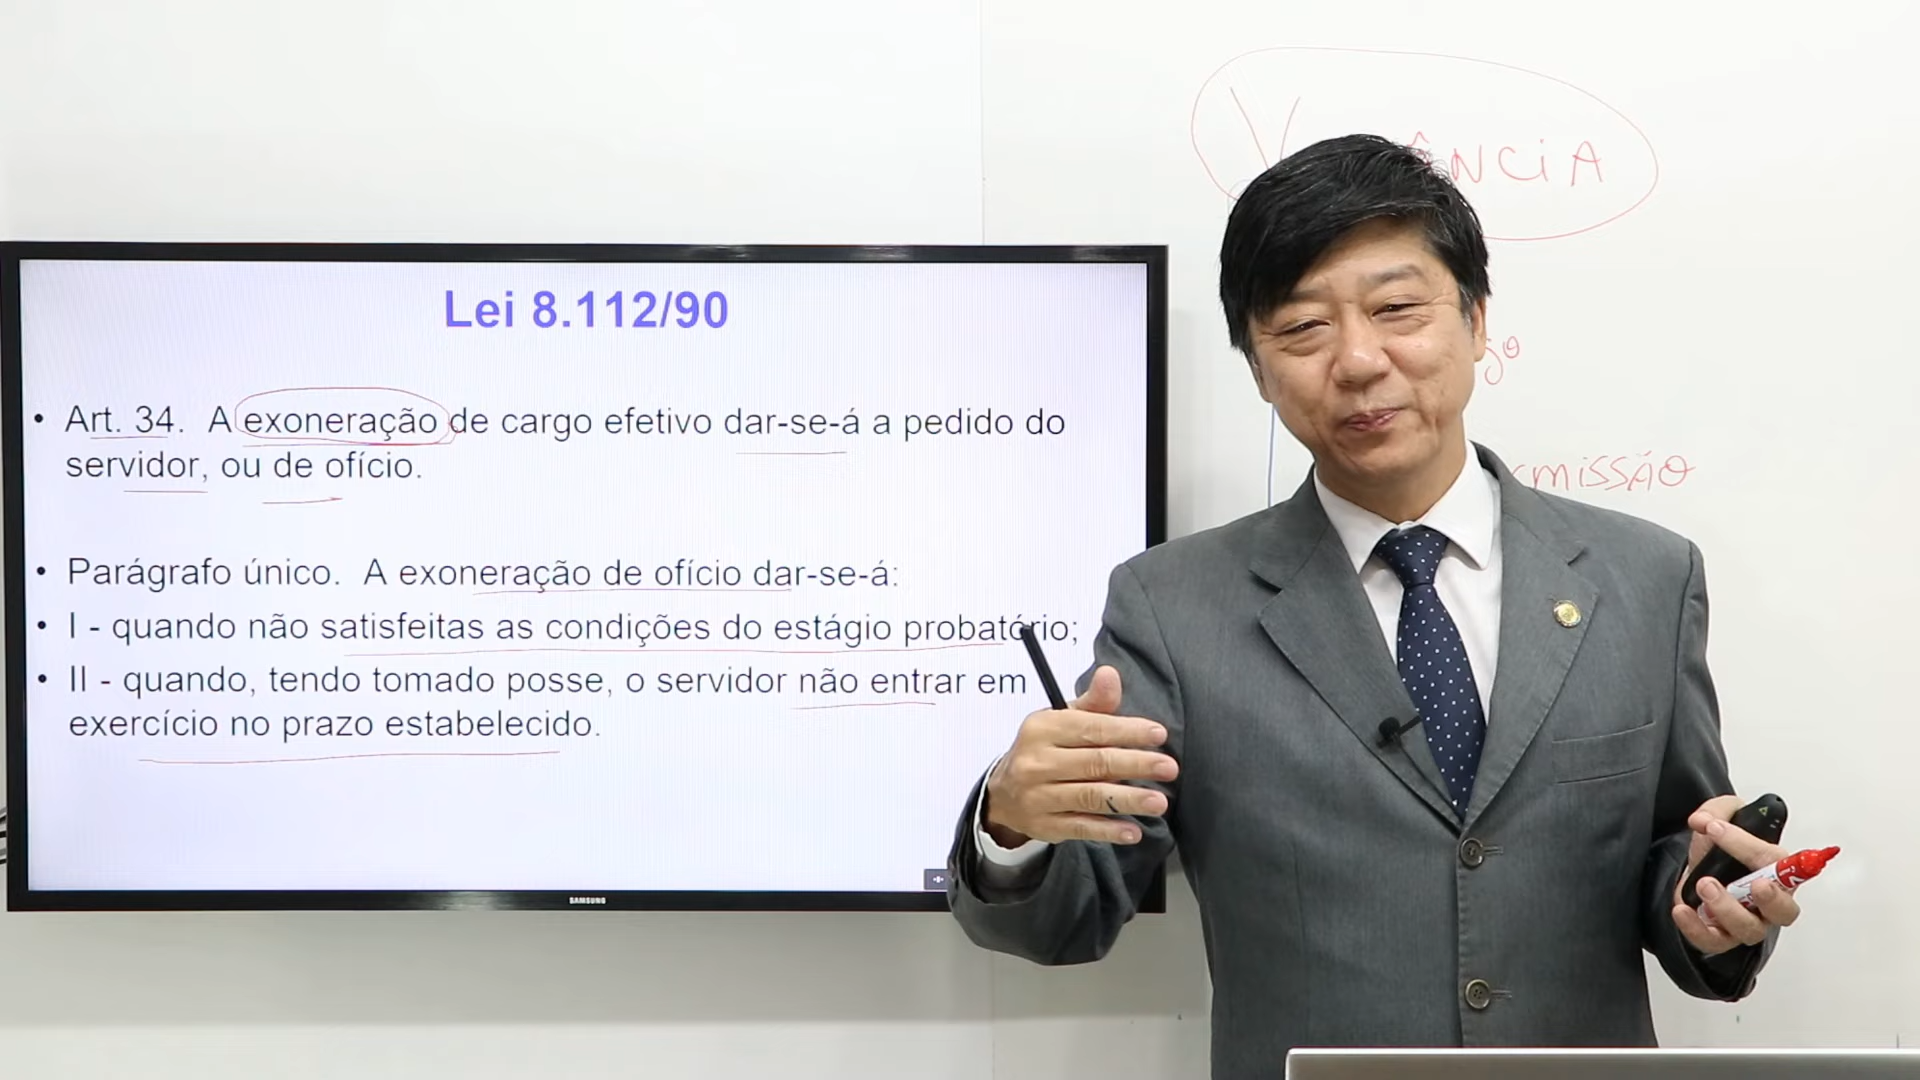 Lei 8.112/90
• Art. 34. A exoneração de cargo efetivo dar-se-á a pedido do
servidor, ou de ofício.
• Parágrafo único. A exoneração de ofício dar-se-á:
• I - quando não satisfeitas as condições do estágio probatório;
• II - quando, tendo tomado posse, o servidor não entrar em
exercício no prazo estabelecido.
SAMSUNG